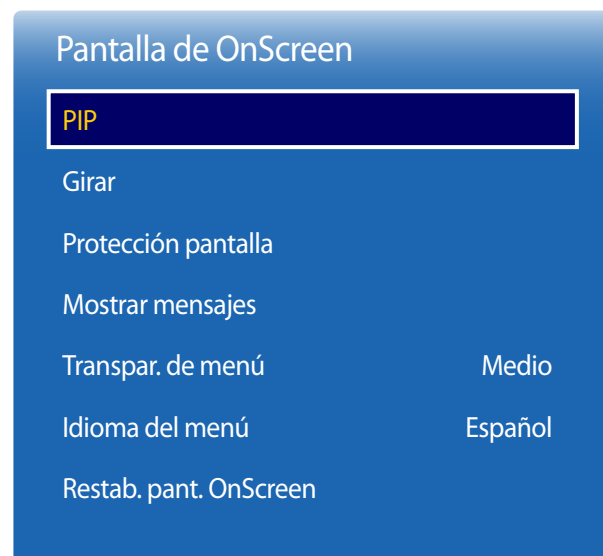 Pantalla de OnScreen
PIP
Girar
Protección pantalla
Mostrar mensajes
Transpar. de menú Medio
Idioma del menú Español
Restab. pant. OnScreen